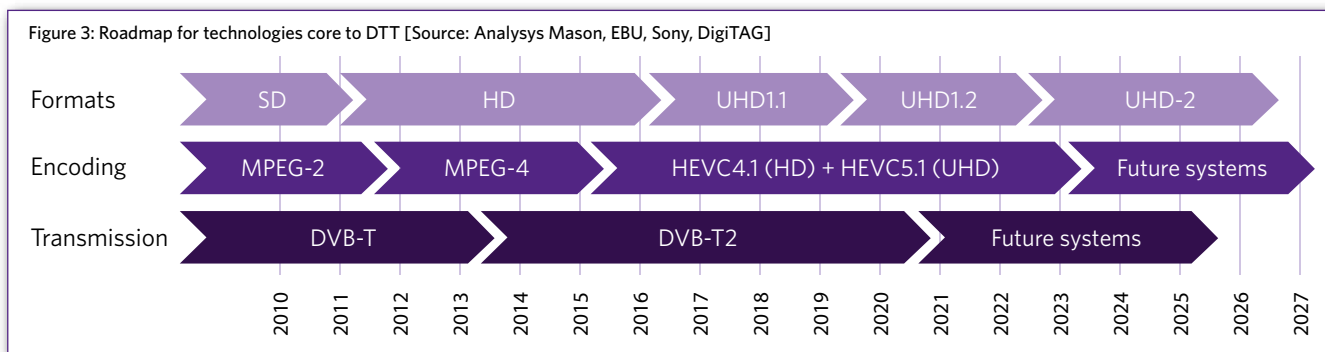 Figure 3: Roadmap for technologies core to DTT [Source: Analysys Mason, EBU, Sony, DigiTAG]
Formats SD HD UHD1.1 UHD1.2 UHD-2
Encoding MPEG-2 MPEG-4 HEVC4.1 (HD) + HEVC5.1 (UHD) Future systems
Transmission DVB-T DVB-T2 Future systems
2010 2011 2012 2013 2014 2015 2016 2017 2018 2019 2020 2021 2022 2023 2024 2025 2026 2027